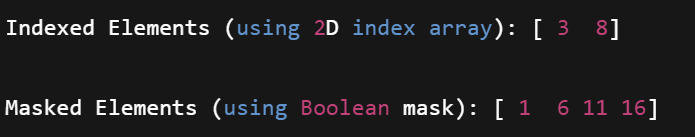 Indexed Elements (using 2D index array): [ 3  8]
Masked Elements (using Boolean mask): [ 1  6 11 16]